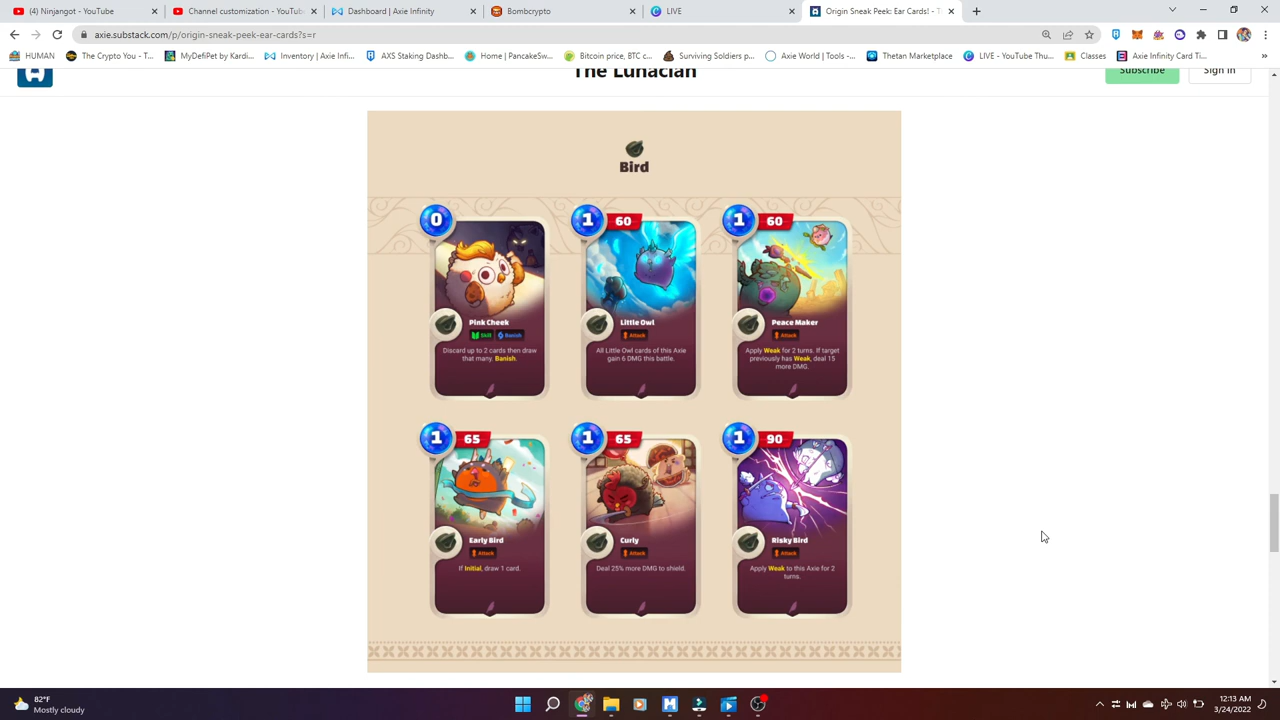 (4) Ninjangot - YouTube
Channel customization - YouTub
Dashboard | Axie Infinity
Bombcrypto
LIVE
Origin Sneak Peek: Ear Cards! - T
axie.substack.com/p/origin-sneak-peek-ear-cards?s=r
HUMAN
The Crypto You - T...
MyDefiPet by Kardi...
Inventory | Axie Infi...
AXS Staking Dashb...
Home | PancakeSw...
Bitcoin price, BTC c...
Surviving Soldiers p...
Axie World | Tools -...
Thetan Marketplace
LIVE - YouTube Thu...
Classes
Axie Infinity Card Ti...
»
The Lunacian
Subscribe
Sign in
Bird
0
Pink Cheek
Skill Banish
Discard up to 2 cards then draw
that many. Banish.
1 60
Little Owl
Attack
All Little Owl cards of this Axie
gain 6 DMG this battle.
1 60
Peace Maker
Attack
Apply Weak for 2 turns. If target
previously has Weak, deal 15
more DMG.
1 65
Early Bird
Attack
If Initial, draw 1 card.
1 65
Curly
Attack
Deal 25% more DMG to shield.
1 90
Risky Bird
Attack
Apply Weak to this Axie for 2
turns.
82°F
Mostly cloudy
12:13 AM
3/24/2022